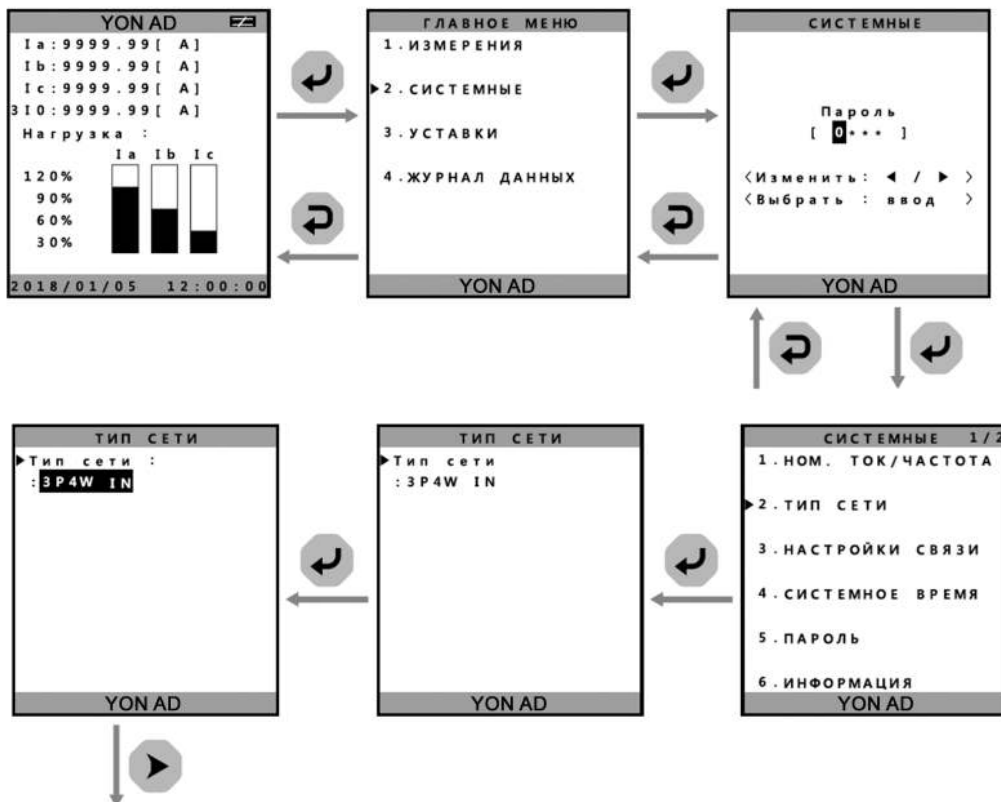 YON AD
Ia:9999.99[ A]
Ib:9999.99[ A]
Ic:9999.99[ A]
3I0:9999.99[ A]
Нагрузка :
Ia Ib Ic
120%
90%
60%
30%
2018/01/05 12:00:00
ГЛАВНОЕ МЕНЮ
1.ИЗМЕРЕНИЯ
▶2.СИСТЕМНЫЕ
3.УСТАВКИ
4.ЖУРНАЛ ДАННЫХ
YON AD
СИСТЕМНЫЕ
Пароль
[ 0*** ]
<Изменить: ◀ / ▶ >
<Выбрать : ввод >
YON AD
ТИП СЕТИ
▶Тип сети :
:3P4W IN
YON AD
ТИП СЕТИ
▶Тип сети
:3P4W IN
YON AD
СИСТЕМНЫЕ 1/2
1.НОМ. ТОК/ЧАСТОТА
▶2.ТИП СЕТИ
3.НАСТРОЙКИ СВЯЗИ
4.СИСТЕМНОЕ ВРЕМЯ
5.ПАРОЛЬ
6.ИНФОРМАЦИЯ
YON AD